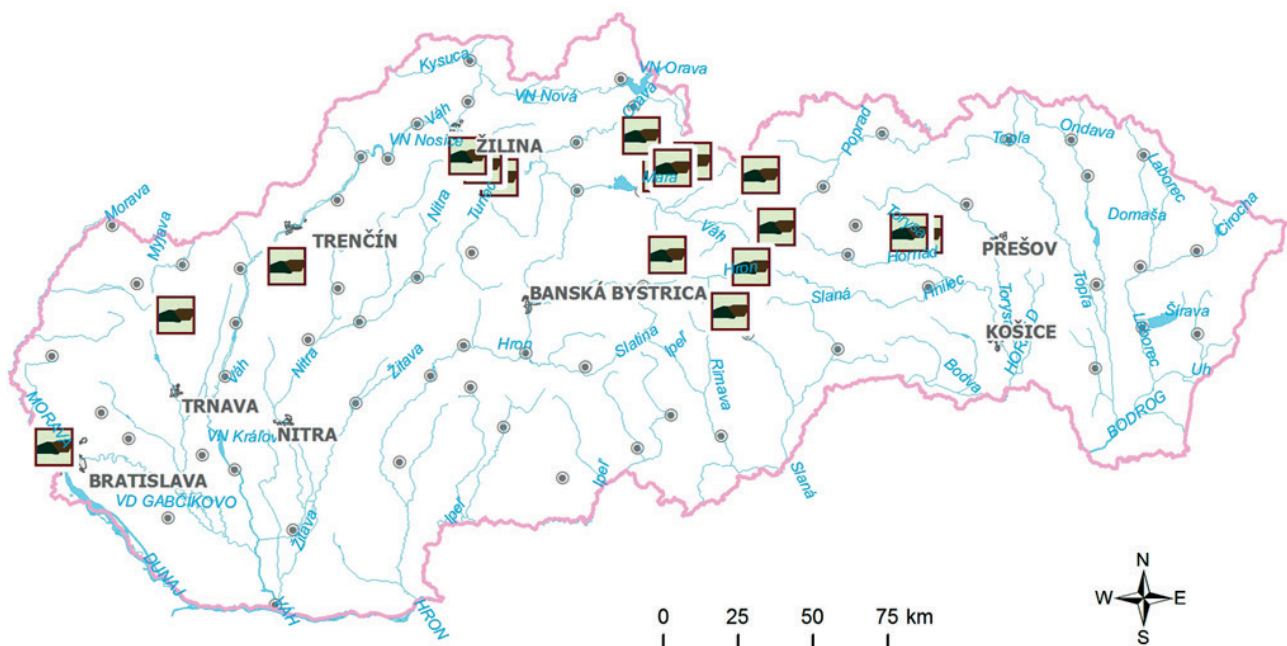 Kysuca
VN Orava
VN Nová
Orava
Váh
VN Nosice
ŽILINA
Poprad
Topľa
Ondava
Laborec
Mara
Nitra
Turiec
Morava
Myjava
TRENČÍN
Váh
Torysa
Domaša
Cirocha
PREŠOV
Hornád
Hron
Hnilec
BANSKÁ BYSTRICA
Slaná
Torysa
Topľa
Šírava
KOŠICE
Laborec
Hron
Slatina
Ipeľ
Rimava
Bodva
Uh
Nitra
Žitava
Váh
TRNAVA
MORAVA
VN Kráľov
NITRA
BODROG
BRATISLAVA
VD GABČÍKOVO
Ipeľ
Slaná
Ipeľ
Žitava
DUNAJ
VÁH
HRON
0 25 50 75 km
N
W E
S